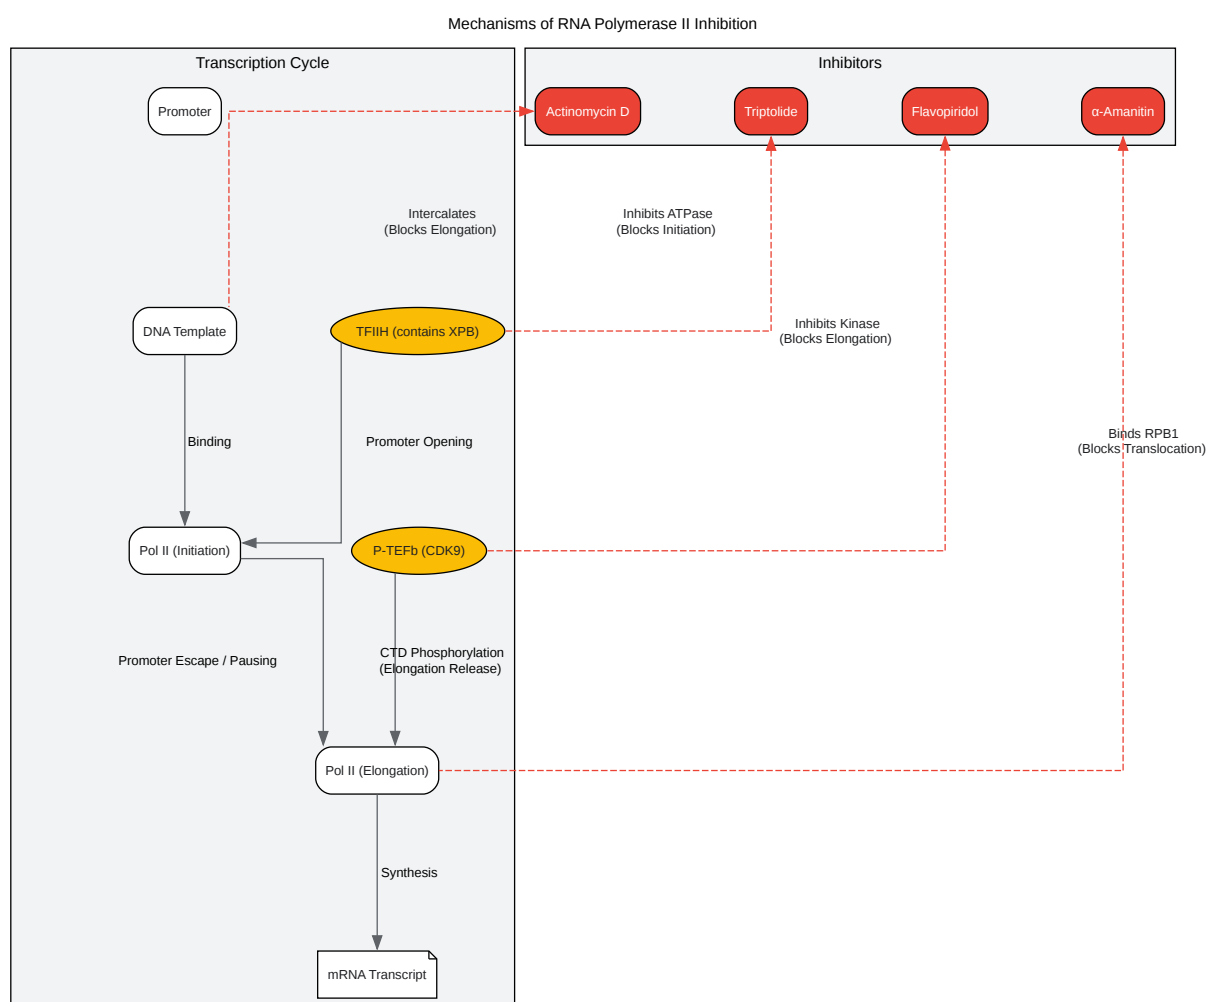 Mechanisms of RNA Polymerase II Inhibition
Transcription Cycle
Inhibitors
Promoter
Actinomycin D
Triptolide
Flavopiridol
α-Amanitin
Intercalates
(Blocks Elongation)
Inhibits ATPase
(Blocks Initiation)
DNA Template
TFIIH (contains XPB)
Inhibits Kinase
(Blocks Elongation)
Binding
Promoter Opening
Binds RPB1
(Blocks Translocation)
Pol II (Initiation)
P-TEFb (CDK9)
Promoter Escape / Pausing
CTD Phosphorylation
(Elongation Release)
Pol II (Elongation)
Synthesis
mRNA Transcript